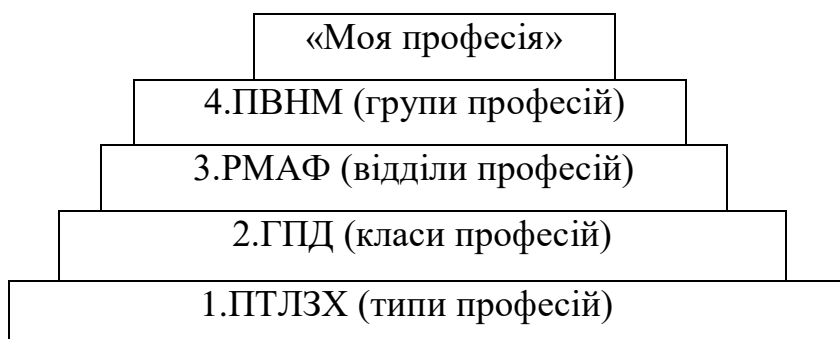 «Моя професія»
4.ПВНМ (групи професій)
3.РМАФ (відділи професій)
2.ГПД (класи професій)
1.ПТЛЗХ (типи професій)